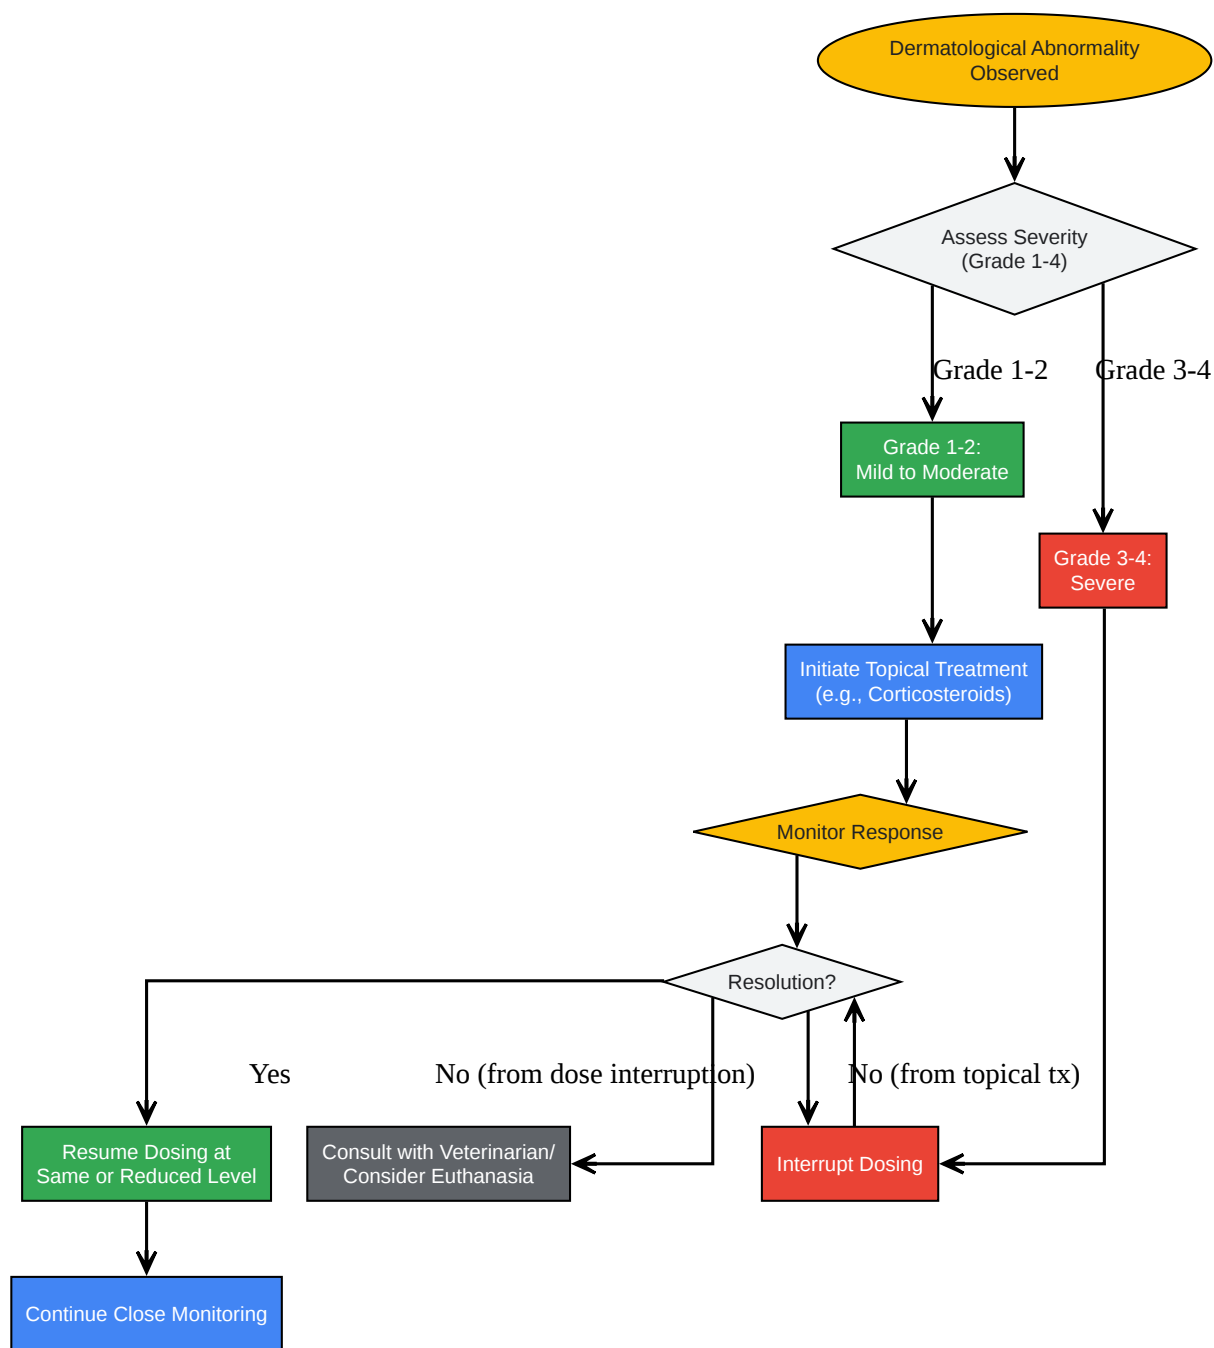 Dermatological Abnormality
Observed
Assess Severity
(Grade 1-4)
Grade 1-2
Grade 3-4
Grade 1-2:
Mild to Moderate
Grade 3-4:
Severe
Initiate Topical Treatment
(e.g., Corticosteroids)
Monitor Response
Resolution?
Yes
No (from dose interruption)
No (from topical tx)
Resume Dosing at
Same or Reduced Level
Consult with Veterinarian/
Consider Euthanasia
Interrupt Dosing
Continue Close Monitoring